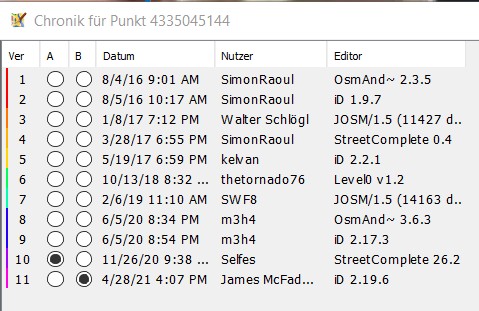 Chronik für Punkt 4335045144
Ver A B Datum Nutzer Editor
1 8/4/16 9:01 AM SimonRaoul OsmAnd~ 2.3.5
2 8/5/16 10:17 AM SimonRaoul iD 1.9.7
3 1/8/17 7:12 PM Walter Schlögl JOSM/1.5 (11427 d...
4 3/28/17 6:55 PM SimonRaoul StreetComplete 0.4
5 5/19/17 6:59 PM kelvan iD 2.2.1
6 10/13/18 8:32 ... thetornado76 Level0 v1.2
7 2/6/19 11:10 AM SWF8 JOSM/1.5 (14163 d...
8 6/5/20 8:34 PM m3h4 OsmAnd~ 3.6.3
9 6/5/20 8:54 PM m3h4 iD 2.17.3
10 11/26/20 9:38 ... Selfes StreetComplete 26.2
11 4/28/21 4:07 PM James McFad... iD 2.19.6